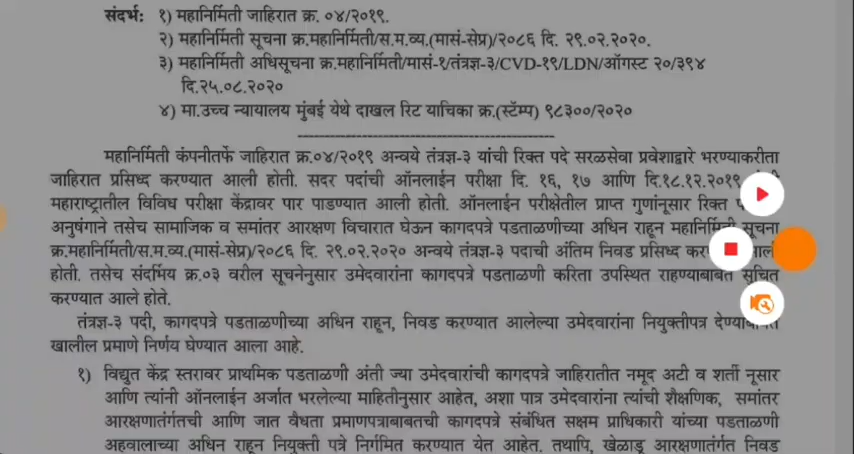 संदर्भ: १) महानिर्मिती जाहिरात क्र. ०४/२०१९.
२) महानिर्मिती सूचना क्र.महानिर्मिती/स.म.व्य.(मासं-सेप्र)/२०८६ दि. २९.०२.२०२०.
३) महानिर्मिती अधिसूचना क्र.महानिर्मिती/मासं-१/तंत्रज्ञ-३/CVD-१९/LDN/ऑगस्ट २०/३९४
दि.२५.०८.२०२०
४) मा.उच्च न्यायालय मुंबई येथे दाखल रिट याचिका क्र.(स्टॅम्प) ९८३००/२०२०
महानिर्मिती कंपनीतर्फे जाहिरात क्र.०४/२०१९ अन्वये तंत्रज्ञ-३ यांची रिक्त पदे सरळसेवा प्रवेशाद्वारे भरण्याकरीता
जाहिरात प्रसिध्द करण्यात आली होती. सदर पदांची ऑनलाईन परीक्षा दि. १६, १७ आणि दि.१८.१२.२०१९
महाराष्ट्रातील विविध परीक्षा केंद्रावर पार पाडण्यात आली होती. ऑनलाईन परीक्षेतील प्राप्त गुणांनूसार रिक्त
अनुषंगाने तसेच सामाजिक व समांतर आरक्षण विचारात घेऊन कागदपत्रे पडताळणीच्या अधिन राहून महानिर्मिती सूचना
क्र.महानिर्मिती/स.म.व्य.(मासं-सेप्र)/२०८६ दि. २९.०२.२०२० अन्वये तंत्रज्ञ-३ पदाची अंतिम निवड प्रसिध्द
होती. तसेच संदर्भिय क्र.०३ वरील सूचनेनुसार उमेदवारांना कागदपत्रे पडताळणी करिता उपस्थित राहण्याबाबत सूचित
करण्यात आले होते.
तंत्रज्ञ-३ पदी, कागदपत्रे पडताळणीच्या अधिन राहून, निवड करण्यात आलेल्या उमेदवारांना नियुक्तीपत्र
खालील प्रमाणे निर्णय घेण्यात आला आहे.
१) विद्युत केंद्र स्तरावर प्राथमिक पडताळणी अंती ज्या उमेदवारांची कागदपत्रे जाहिरातीत नमूद अटी व शर्ती नूसार
आणि त्यांनी ऑनलाईन अर्जात भरलेल्या माहितीनुसार आहेत, अशा पात्र उमेदवारांना त्यांची शैक्षणिक, समांतर
आरक्षणातंर्गतची आणि जात वैधता प्रमाणपत्राबाबतची कागदपत्रे संबंधित सक्षम प्राधिकारी यांच्या पडताळणी
अहवालाच्या अधिन राहून नियुक्ती पत्रे निर्गमित करण्यात येत आहेत. तथापि, खेळाडू आरक्षणातंर्गत निवड